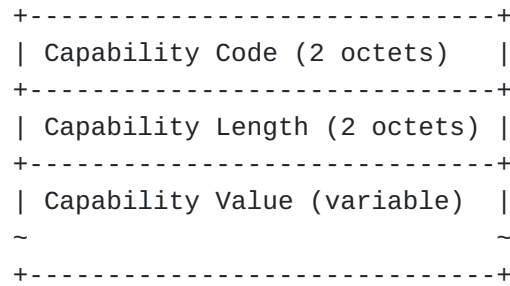 +------------------------------+
| Capability Code (2 octets)   |
+------------------------------+
| Capability Length (2 octets) |
+------------------------------+
| Capability Value (variable)  |
~                              ~
+------------------------------+